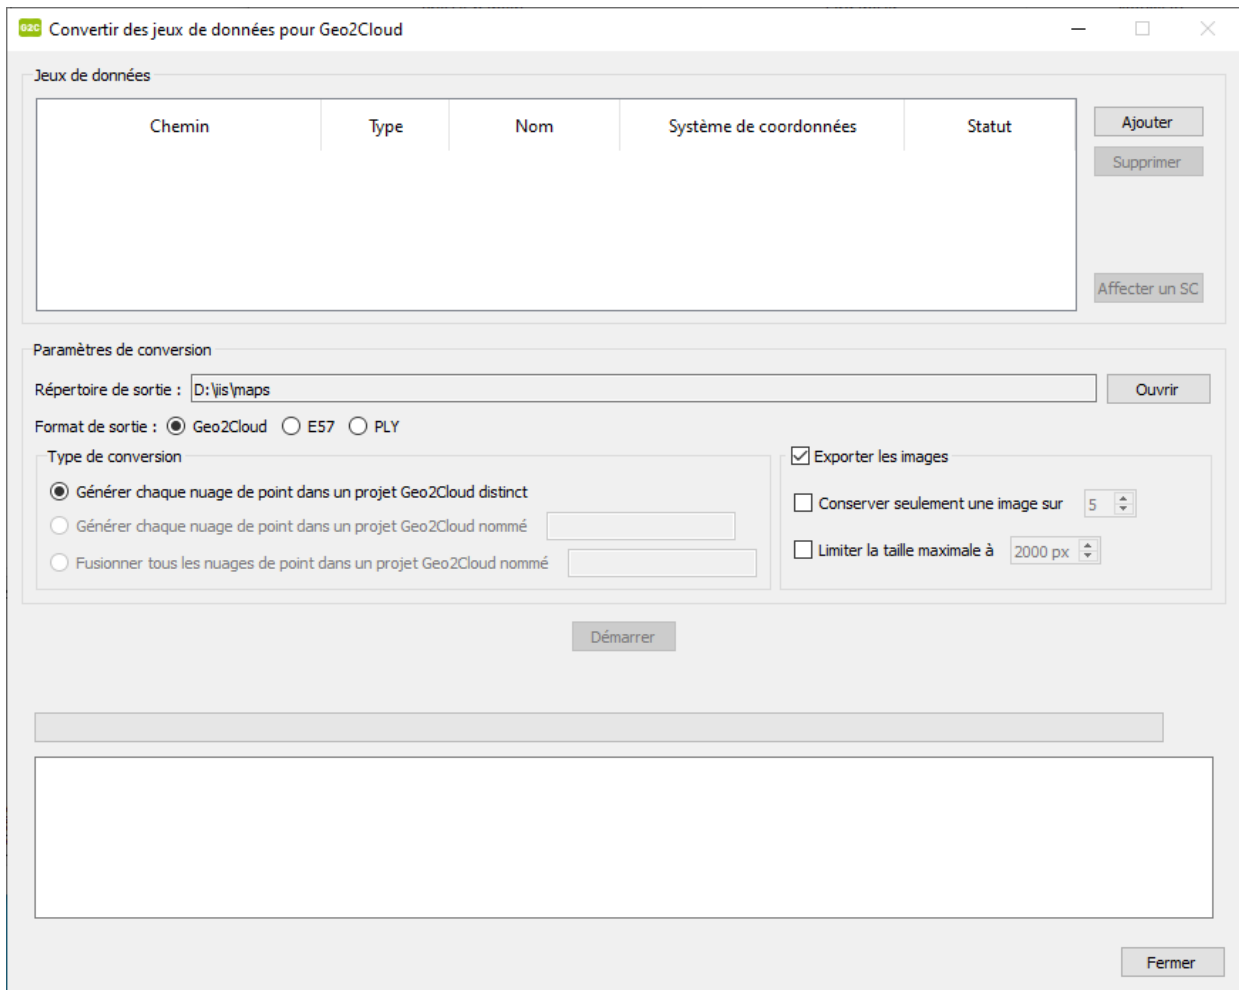 G2C Convertir des jeux de données pour Geo2Cloud
Jeux de données
Chemin Type Nom Système de coordonnées Statut
Ajouter
Supprimer
Affecter un SC
Paramètres de conversion
Répertoire de sortie : D:\iis\maps Ouvrir
Format de sortie : Geo2Cloud E57 PLY
Type de conversion
Générer chaque nuage de point dans un projet Geo2Cloud distinct
Générer chaque nuage de point dans un projet Geo2Cloud nommé
Fusionner tous les nuages de point dans un projet Geo2Cloud nommé
Exporter les images
Conserver seulement une image sur 5
Limiter la taille maximale à 2000 px
Démarrer
Fermer